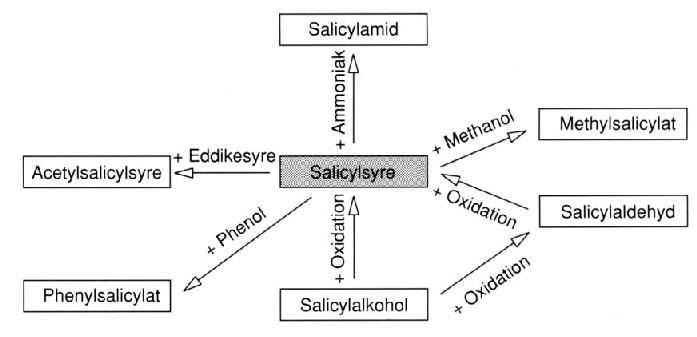 Salicylamid
+ Ammoniak
+ Methanol
Methylsalicylat
+ Eddikesyre
Acetylsalicylsyre
Salicylsyre
+ Oxidation
Salicylaldehyd
+ Phenol
+ Oxidation
Phenylsalicylat
Salicylalkohol
+ Oxidation